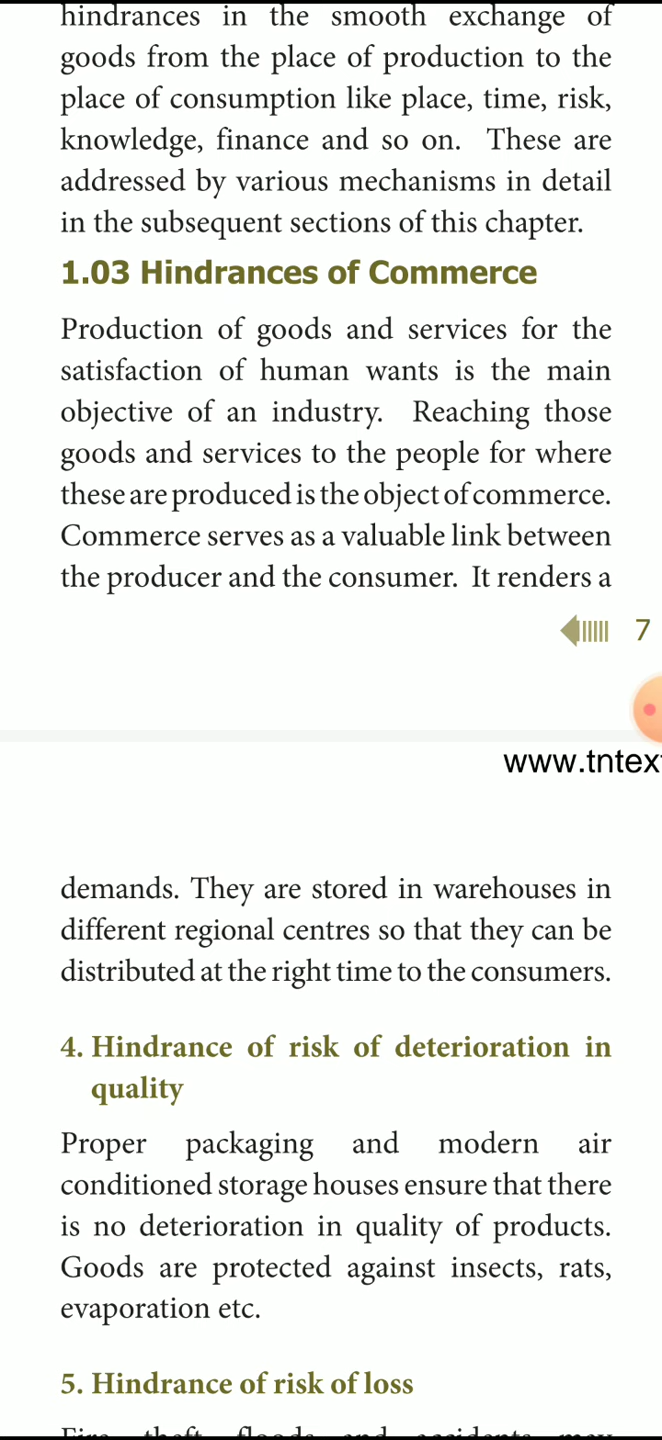 hindrances in the smooth exchange of
goods from the place of production to the
place of consumption like place, time, risk,
knowledge, finance and so on. These are
addressed by various mechanisms in detail
in the subsequent sections of this chapter.
1.03 Hindrances of Commerce
Production of goods and services for the
satisfaction of human wants is the main
objective of an industry. Reaching those
goods and services to the people for where
these are produced is the object of commerce.
Commerce serves as a valuable link between
the producer and the consumer. It renders a
7
www.tntex
demands. They are stored in warehouses in
different regional centres so that they can be
distributed at the right time to the consumers.
4. Hindrance of risk of deterioration in
quality
Proper packaging and modern air
conditioned storage houses ensure that there
is no deterioration in quality of products.
Goods are protected against insects, rats,
evaporation etc.
5. Hindrance of risk of loss
Fire, theft, floods and accidents may